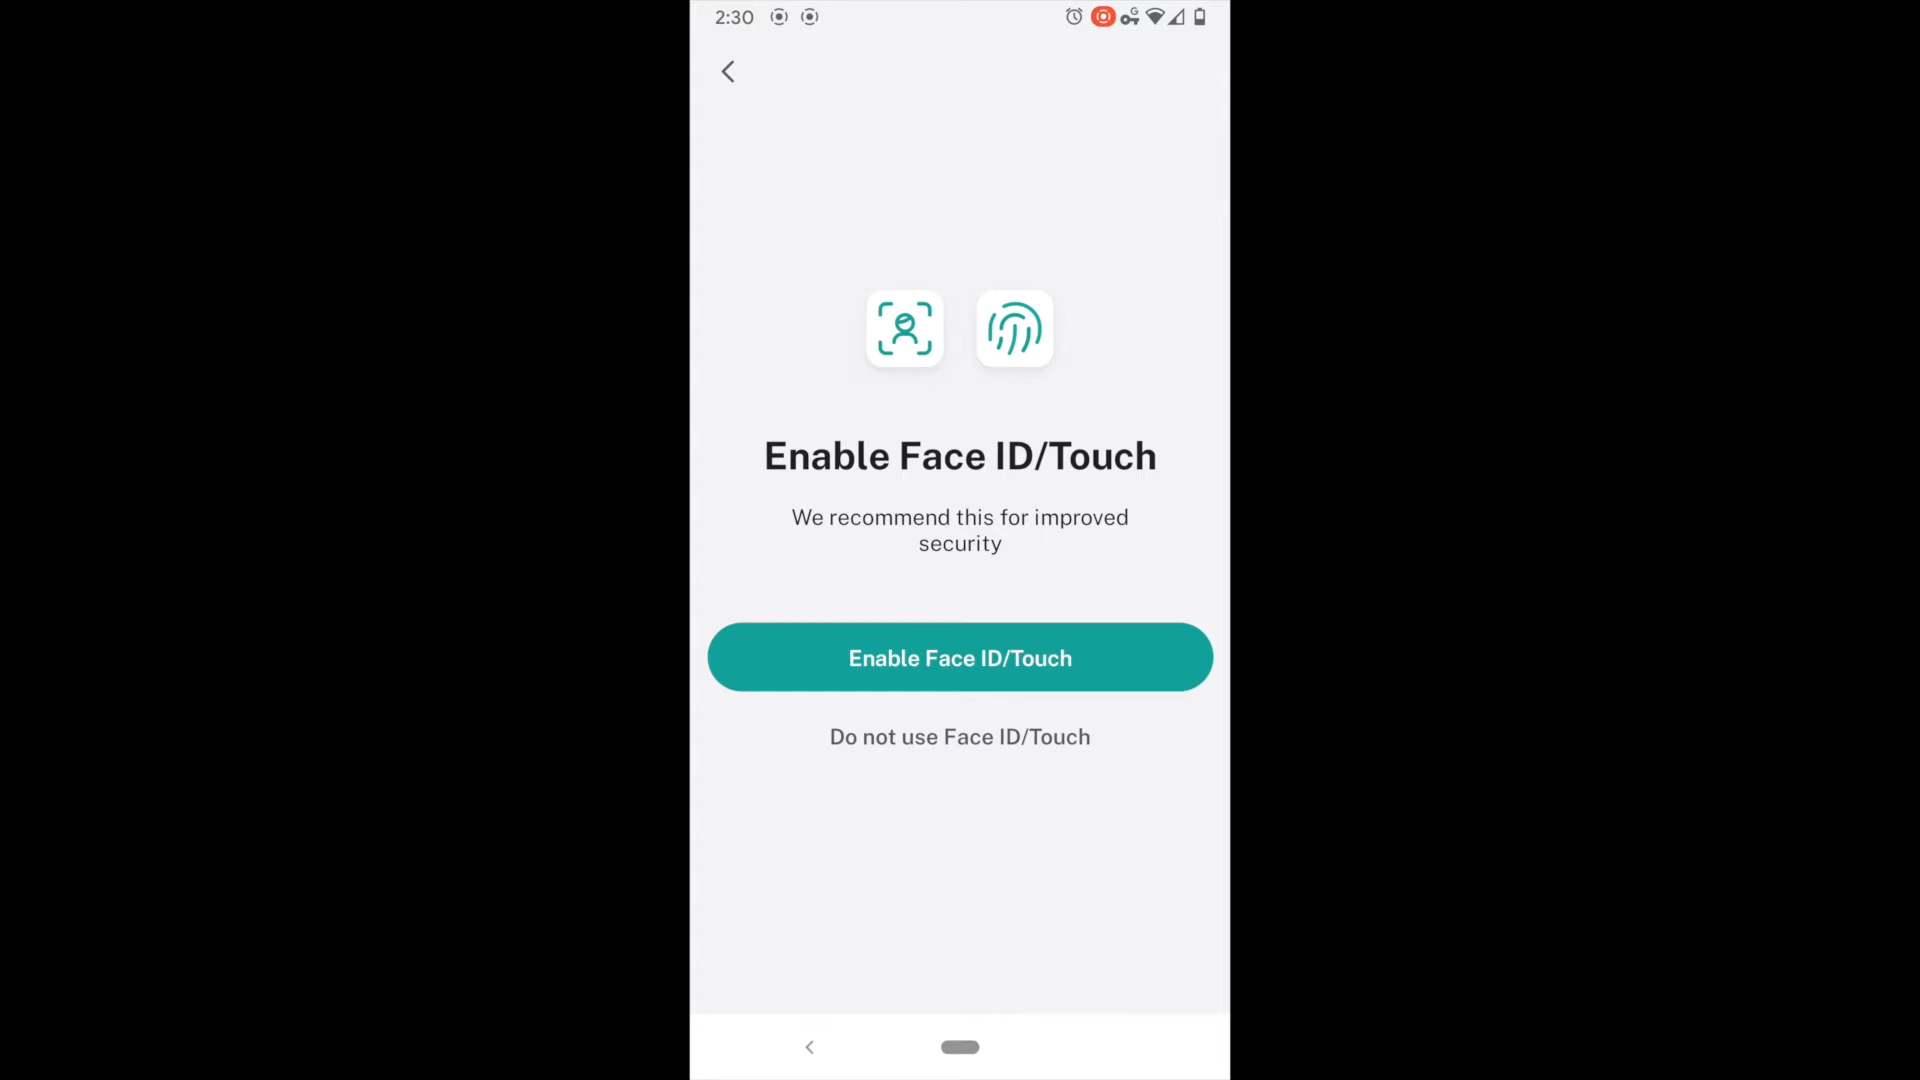 2:30
G
Enable Face ID/Touch
We recommend this for improved
security
Enable Face ID/Touch
Do not use Face ID/Touch